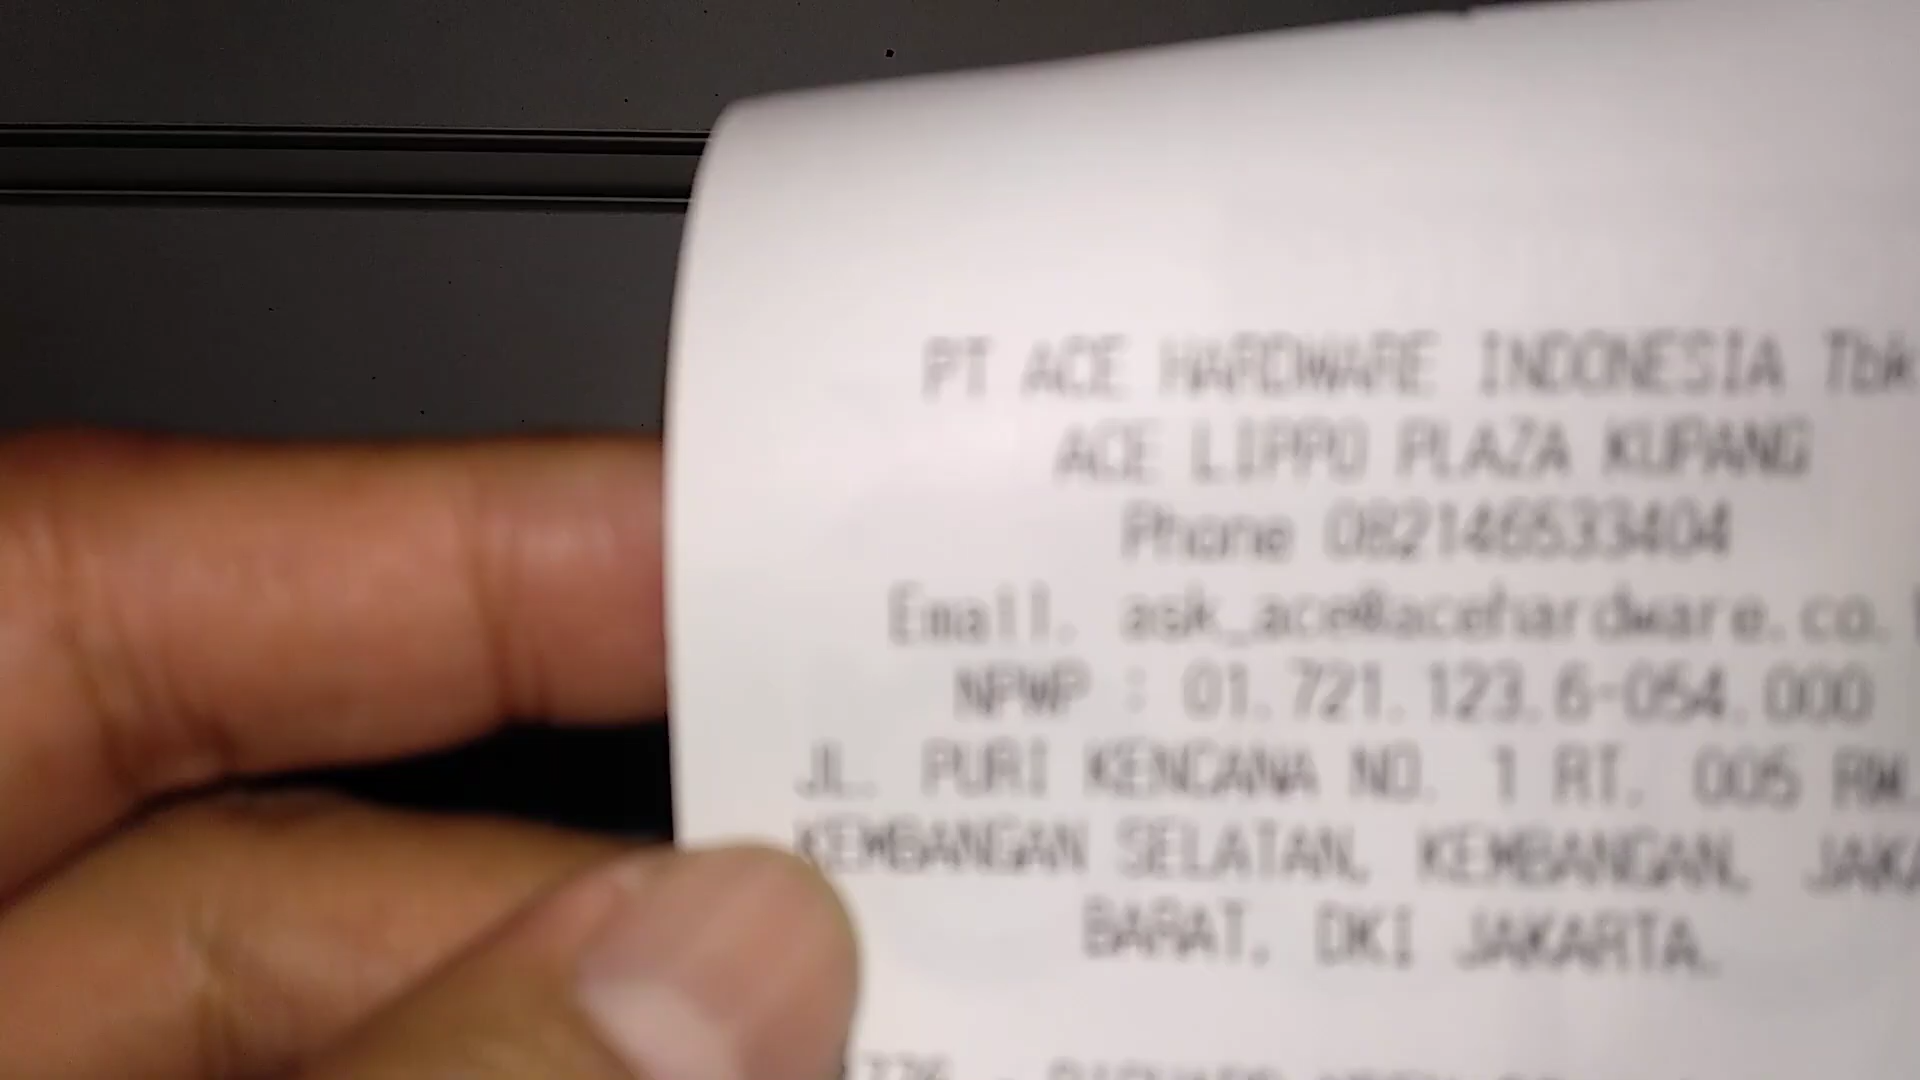 PT ACE HARDWARE INDONESIA Tbk
ACE LIPPO PLAZA KUPANG
Phone 082146533404
Email. ask_ace@acehardware.co.
NPWP : 01.721.123.6-054.000
JL. PURI KENCANA NO. 1 RT. 005 RW.
KEMBANGAN SELATAN, KEMBANGAN, JAKA
BARAT, DKI JAKARTA.